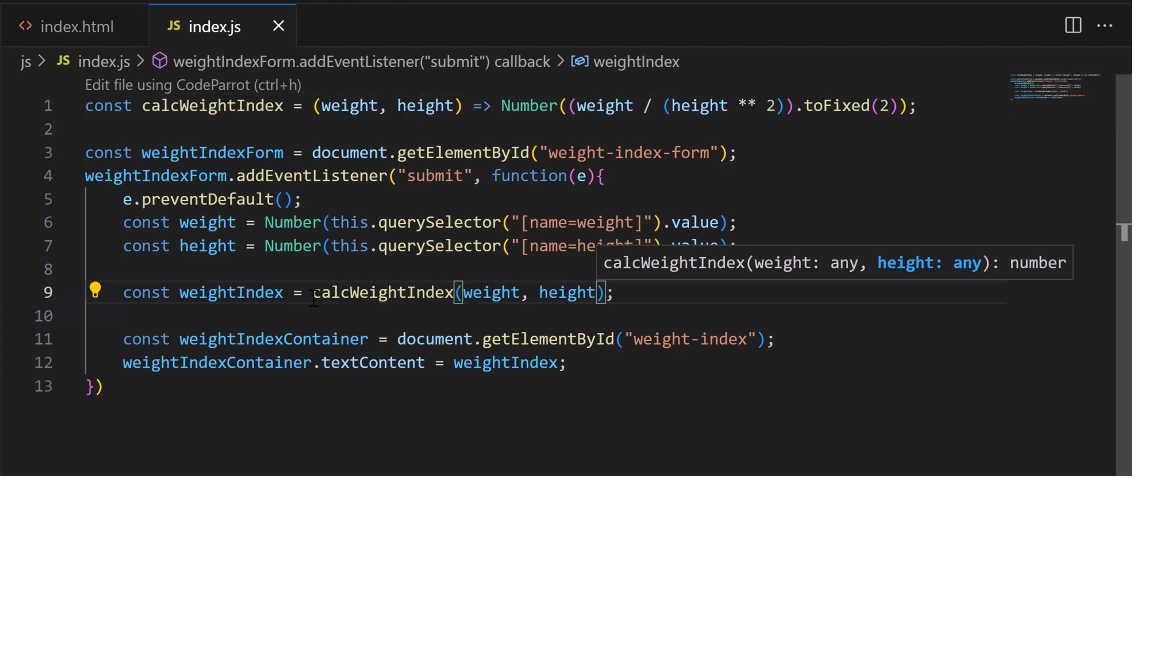 index.html JS index.js
js > JS index.js > weightIndexForm.addEventListener("submit") callback > weightIndex
Edit file using CodeParrot (ctrl+h)
1 const calcWeightIndex = (weight, height) => Number((weight / (height ** 2)).toFixed(2));
2
3 const weightIndexForm = document.getElementById("weight-index-form");
4 weightIndexForm.addEventListener("submit", function(e){
5 e.preventDefault();
6 const weight = Number(this.querySelector("[name=weight]").value);
7 const height = Number(this.querySelector("[name=height]").value);
8
calcWeightIndex(weight: any, height: any): number
9 const weightIndex = calcWeightIndex(weight, height);
10
11 const weightIndexContainer = document.getElementById("weight-index");
12 weightIndexContainer.textContent = weightIndex;
13 })